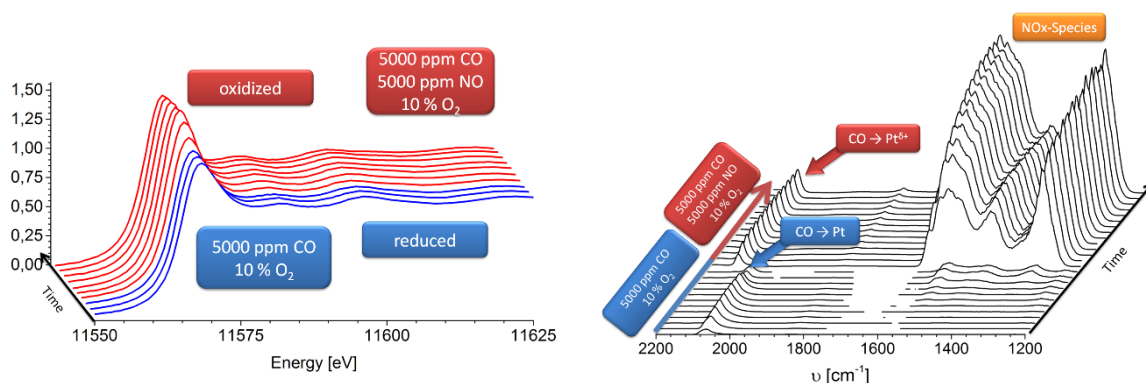 oxidized
5000 ppm CO
5000 ppm NO
10 % O₂
1,50
1,25
1,00
0,75
0,50
0,25
0,00
5000 ppm CO
10 % O₂
reduced
Time
11550
11575
11600
11625
Energy [eV]
NOx-Species
CO → Ptᵟ⁺
5000 ppm CO
5000 ppm NO
10 % O₂
CO → Pt
5000 ppm CO
10 % O₂
Time
2200
2000
1800
1600
1400
1200
υ [cm⁻¹]